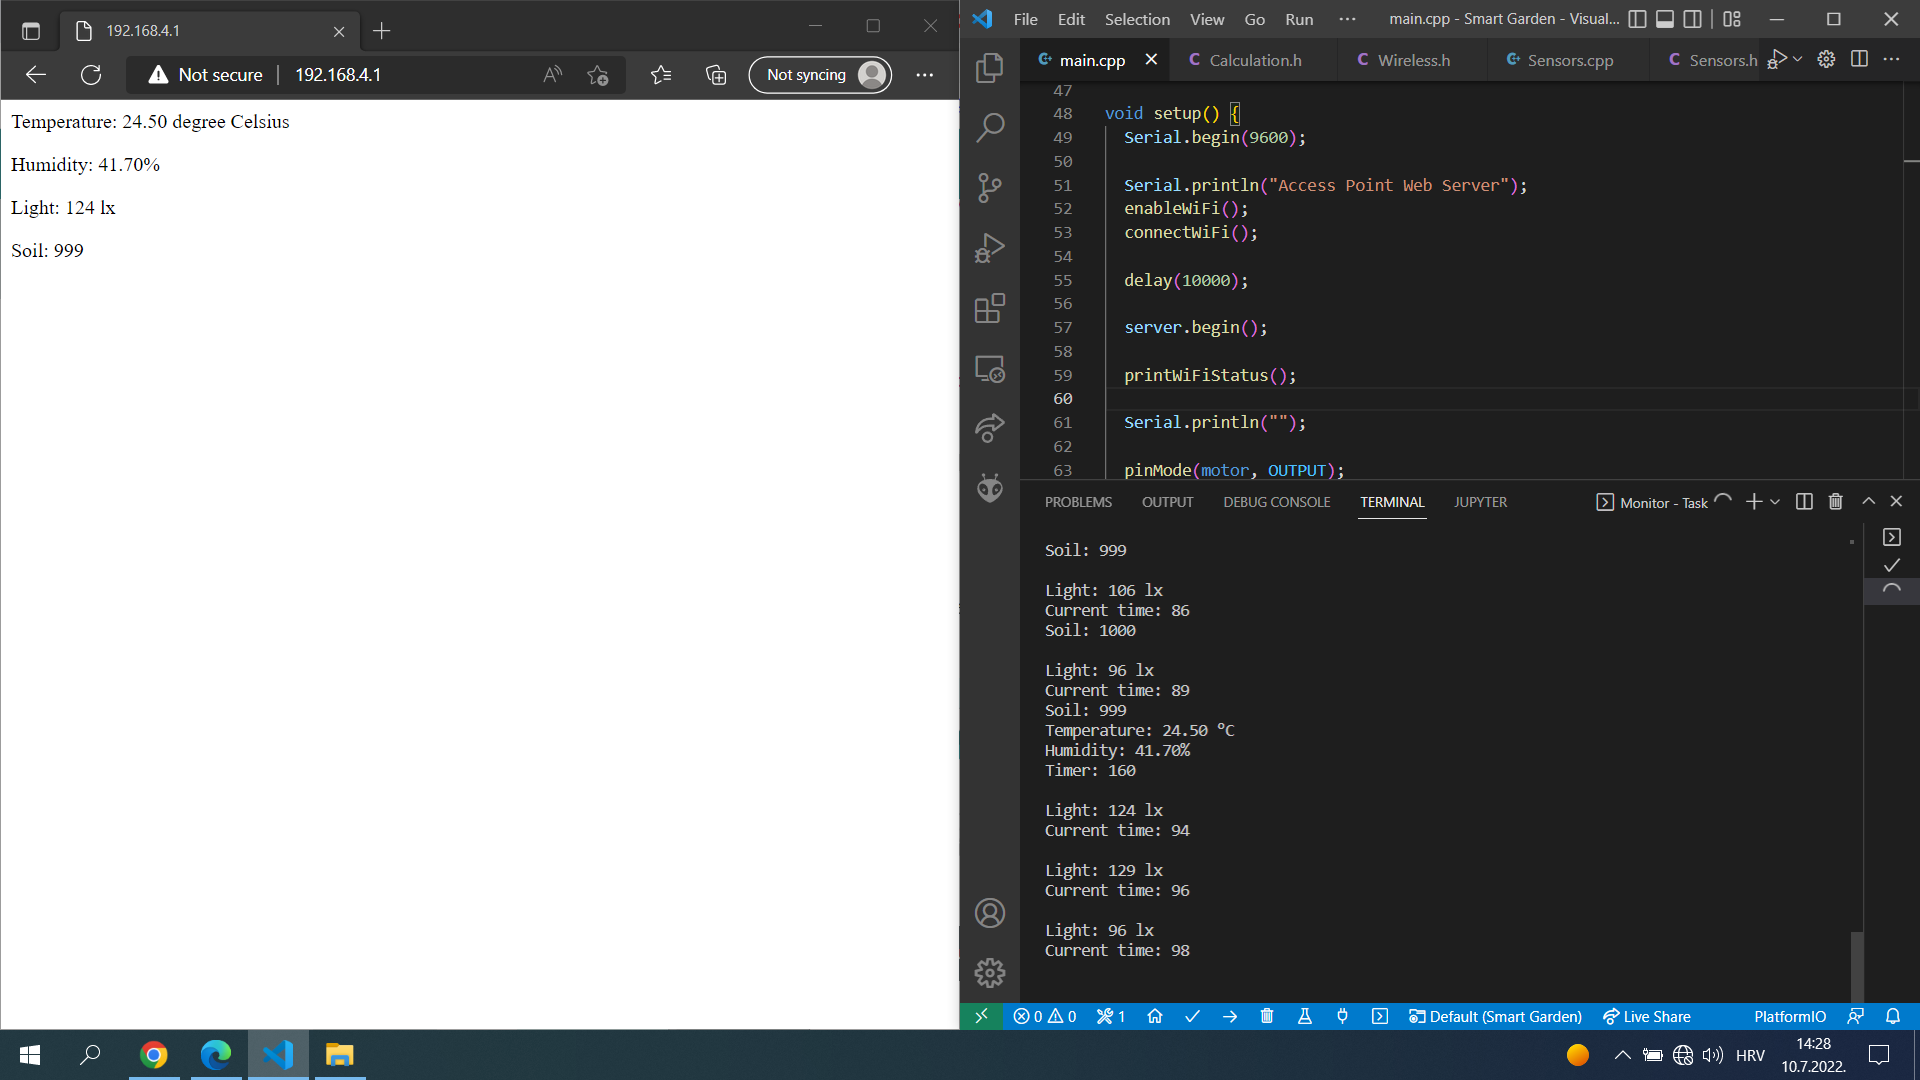 192.168.4.1
Not secure
192.168.4.1
Not syncing
Temperature: 24.50 degree Celsius
Humidity: 41.70%
Light: 124 lx
Soil: 999
File Edit Selection View Go Run
main.cpp - Smart Garden - Visual...
main.cpp
Calculation.h
Wireless.h
Sensors.cpp
Sensors.h
47
48 void setup() {
49 Serial.begin(9600);
50
51 Serial.println("Access Point Web Server");
52 enableWiFi();
53 connectWiFi();
54
55 delay(10000);
56
57 server.begin();
58
59 printWiFiStatus();
60
61 Serial.println("");
62
63 pinMode(motor, OUTPUT);
PROBLEMS OUTPUT DEBUG CONSOLE TERMINAL JUPYTER
Monitor - Task
Soil: 999
Light: 106 lx
Current time: 86
Soil: 1000
Light: 96 lx
Current time: 89
Soil: 999
Temperature: 24.50 °C
Humidity: 41.70%
Timer: 160
Light: 124 lx
Current time: 94
Light: 129 lx
Current time: 96
Light: 96 lx
Current time: 98
0 0 1 Default (Smart Garden) Live Share PlatformIO
HRV
14:28
10.7.2022.